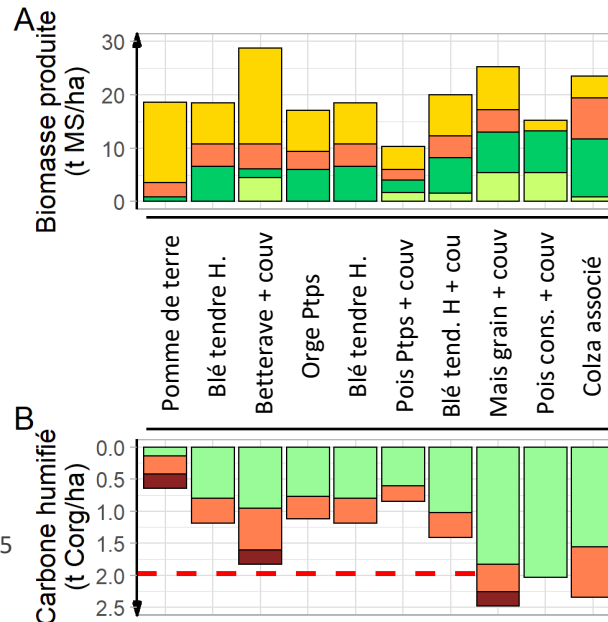 A
Biomasse produite
(t MS/ha)
30
20
10
0
Pomme de terre
Blé tendre H.
Betterave + couv
Orge Ptps
Blé tendre H.
Pois Ptps + couv
Blé tend. H + cou
Mais grain + couv
Pois cons. + couv
Colza associé
B
Carbone humifié
(t Corg/ha)
0.0
0.5
1.0
1.5
2.0
2.5
5